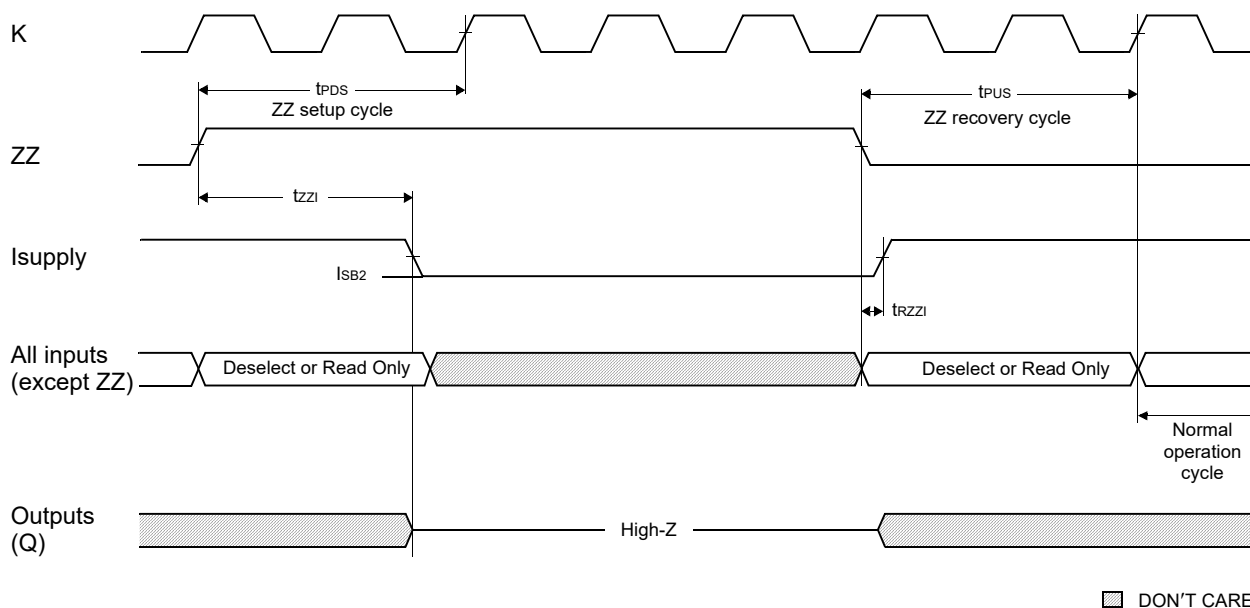 K
tPDS
ZZ setup cycle
tPUS
ZZ recovery cycle
ZZ
tZZI
Isupply
ISB2
tRZZI
All inputs
(except ZZ)
Deselect or Read Only
Deselect or Read Only
Normal
operation
cycle
Outputs
(Q)
High-Z
DON'T CARE